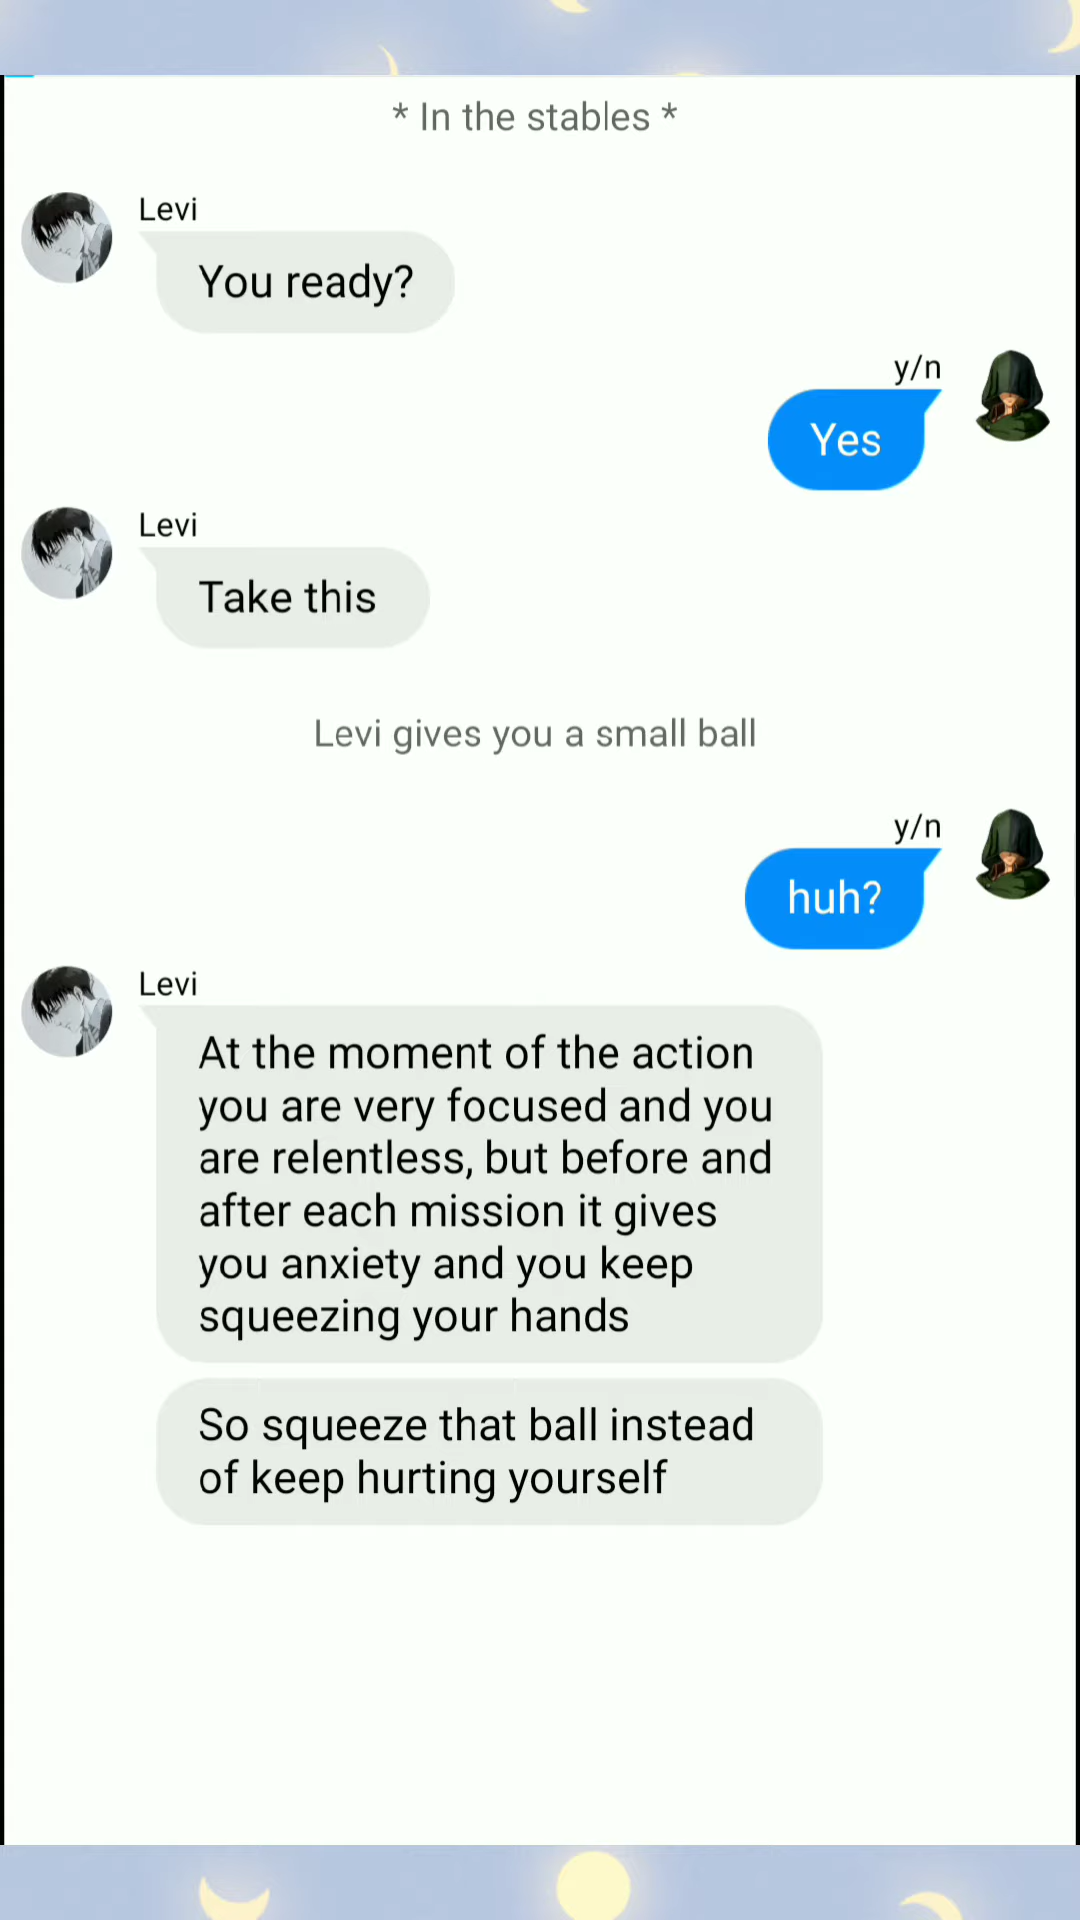 * In the stables *
Levi
You ready?
y/n
Yes
Levi
Take this
Levi gives you a small ball
y/n
huh?
Levi
At the moment of the action
you are very focused and you
are relentless, but before and
after each mission it gives
you anxiety and you keep
squeezing your hands
So squeeze that ball instead
of keep hurting yourself